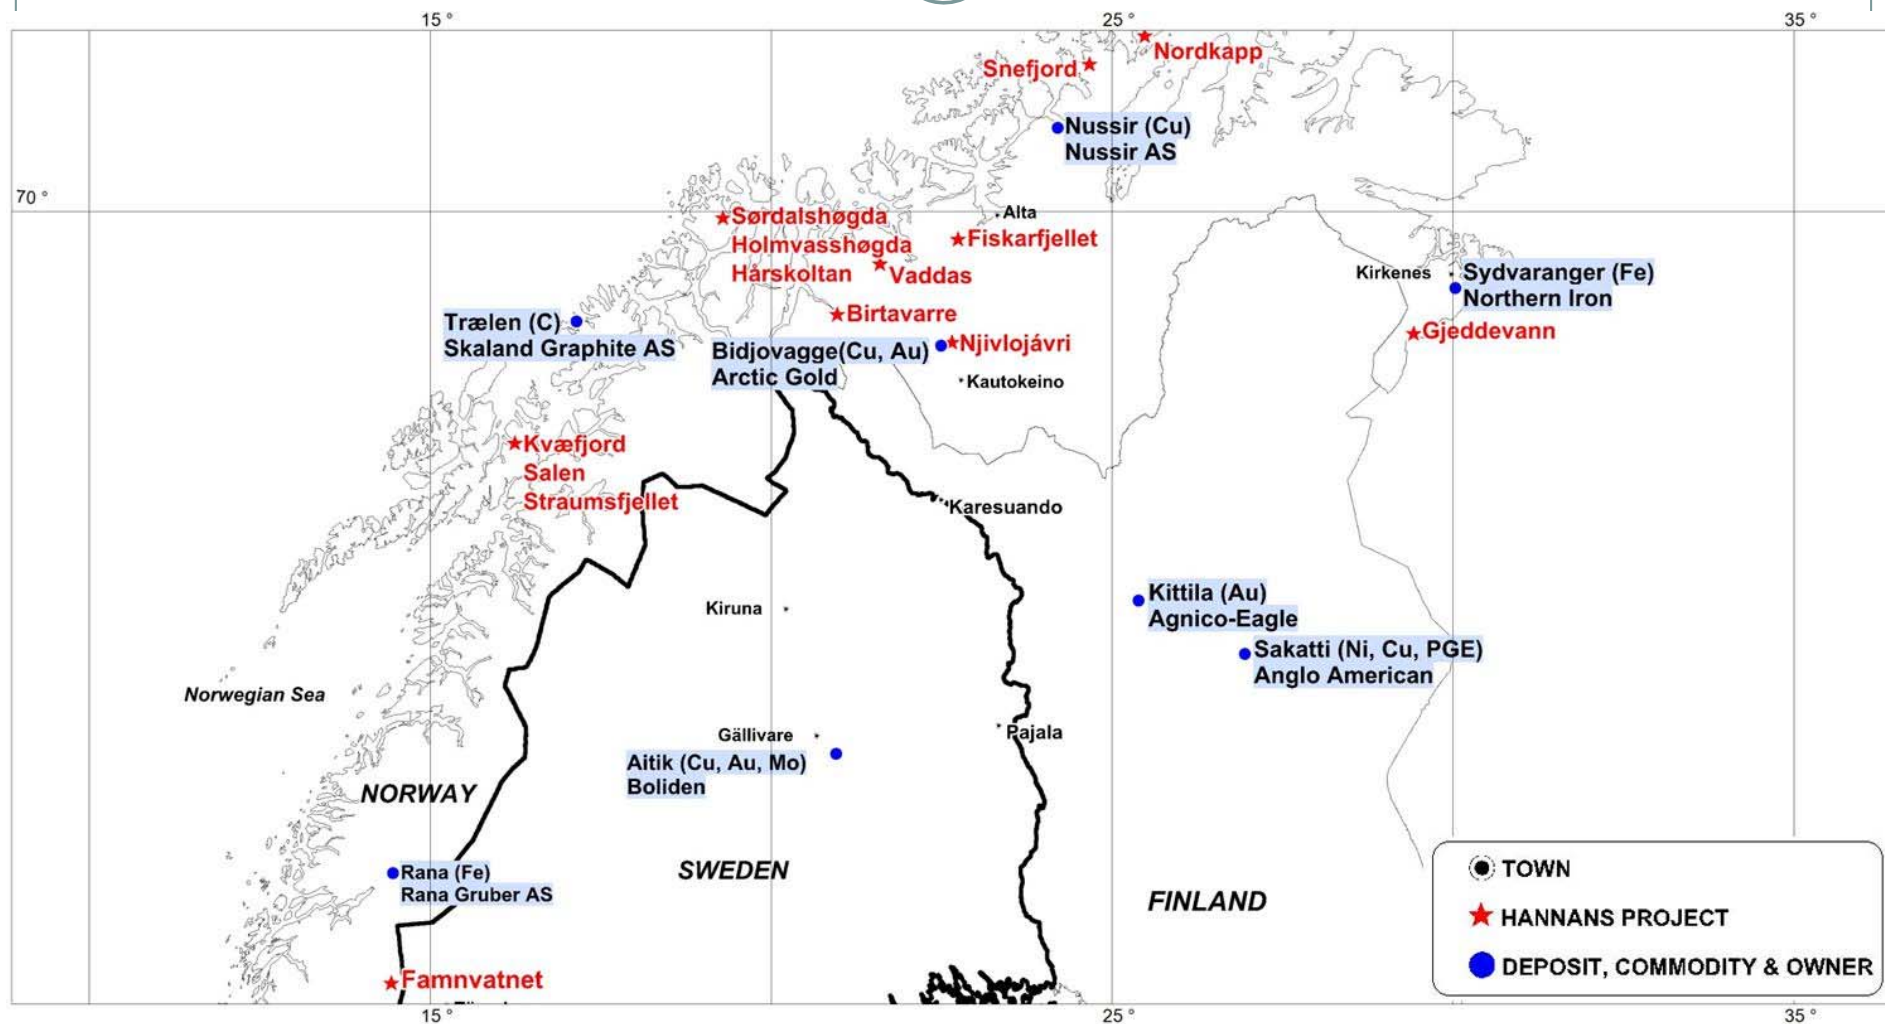 15 °
25 °
35 °
Nordkapp
Snefjord
Nussir (Cu)
Nussir AS
70 °
Alta
Sørdalshøgda
Holmvasshøgda
Hårskoltan
Fiskarfjellet
Vaddas
Kirkenes
Sydvaranger (Fe)
Northern Iron
Birtavarre
Trælen (C)
Skaland Graphite AS
Gjeddevann
Njivlojávri
Bidjovagge(Cu, Au)
Arctic Gold
Kautokeino
Kvæfjord
Salen
Straumsfjellet
Karesuando
Kittila (Au)
Agnico-Eagle
Kiruna
Sakatti (Ni, Cu, PGE)
Anglo American
Norwegian Sea
Gällivare
Pajala
Aitik (Cu, Au, Mo)
Boliden
NORWAY
Rana (Fe)
Rana Gruber AS
SWEDEN
FINLAND
TOWN
HANNANS PROJECT
DEPOSIT, COMMODITY & OWNER
Famnvatnet
15 °
25 °
35 °